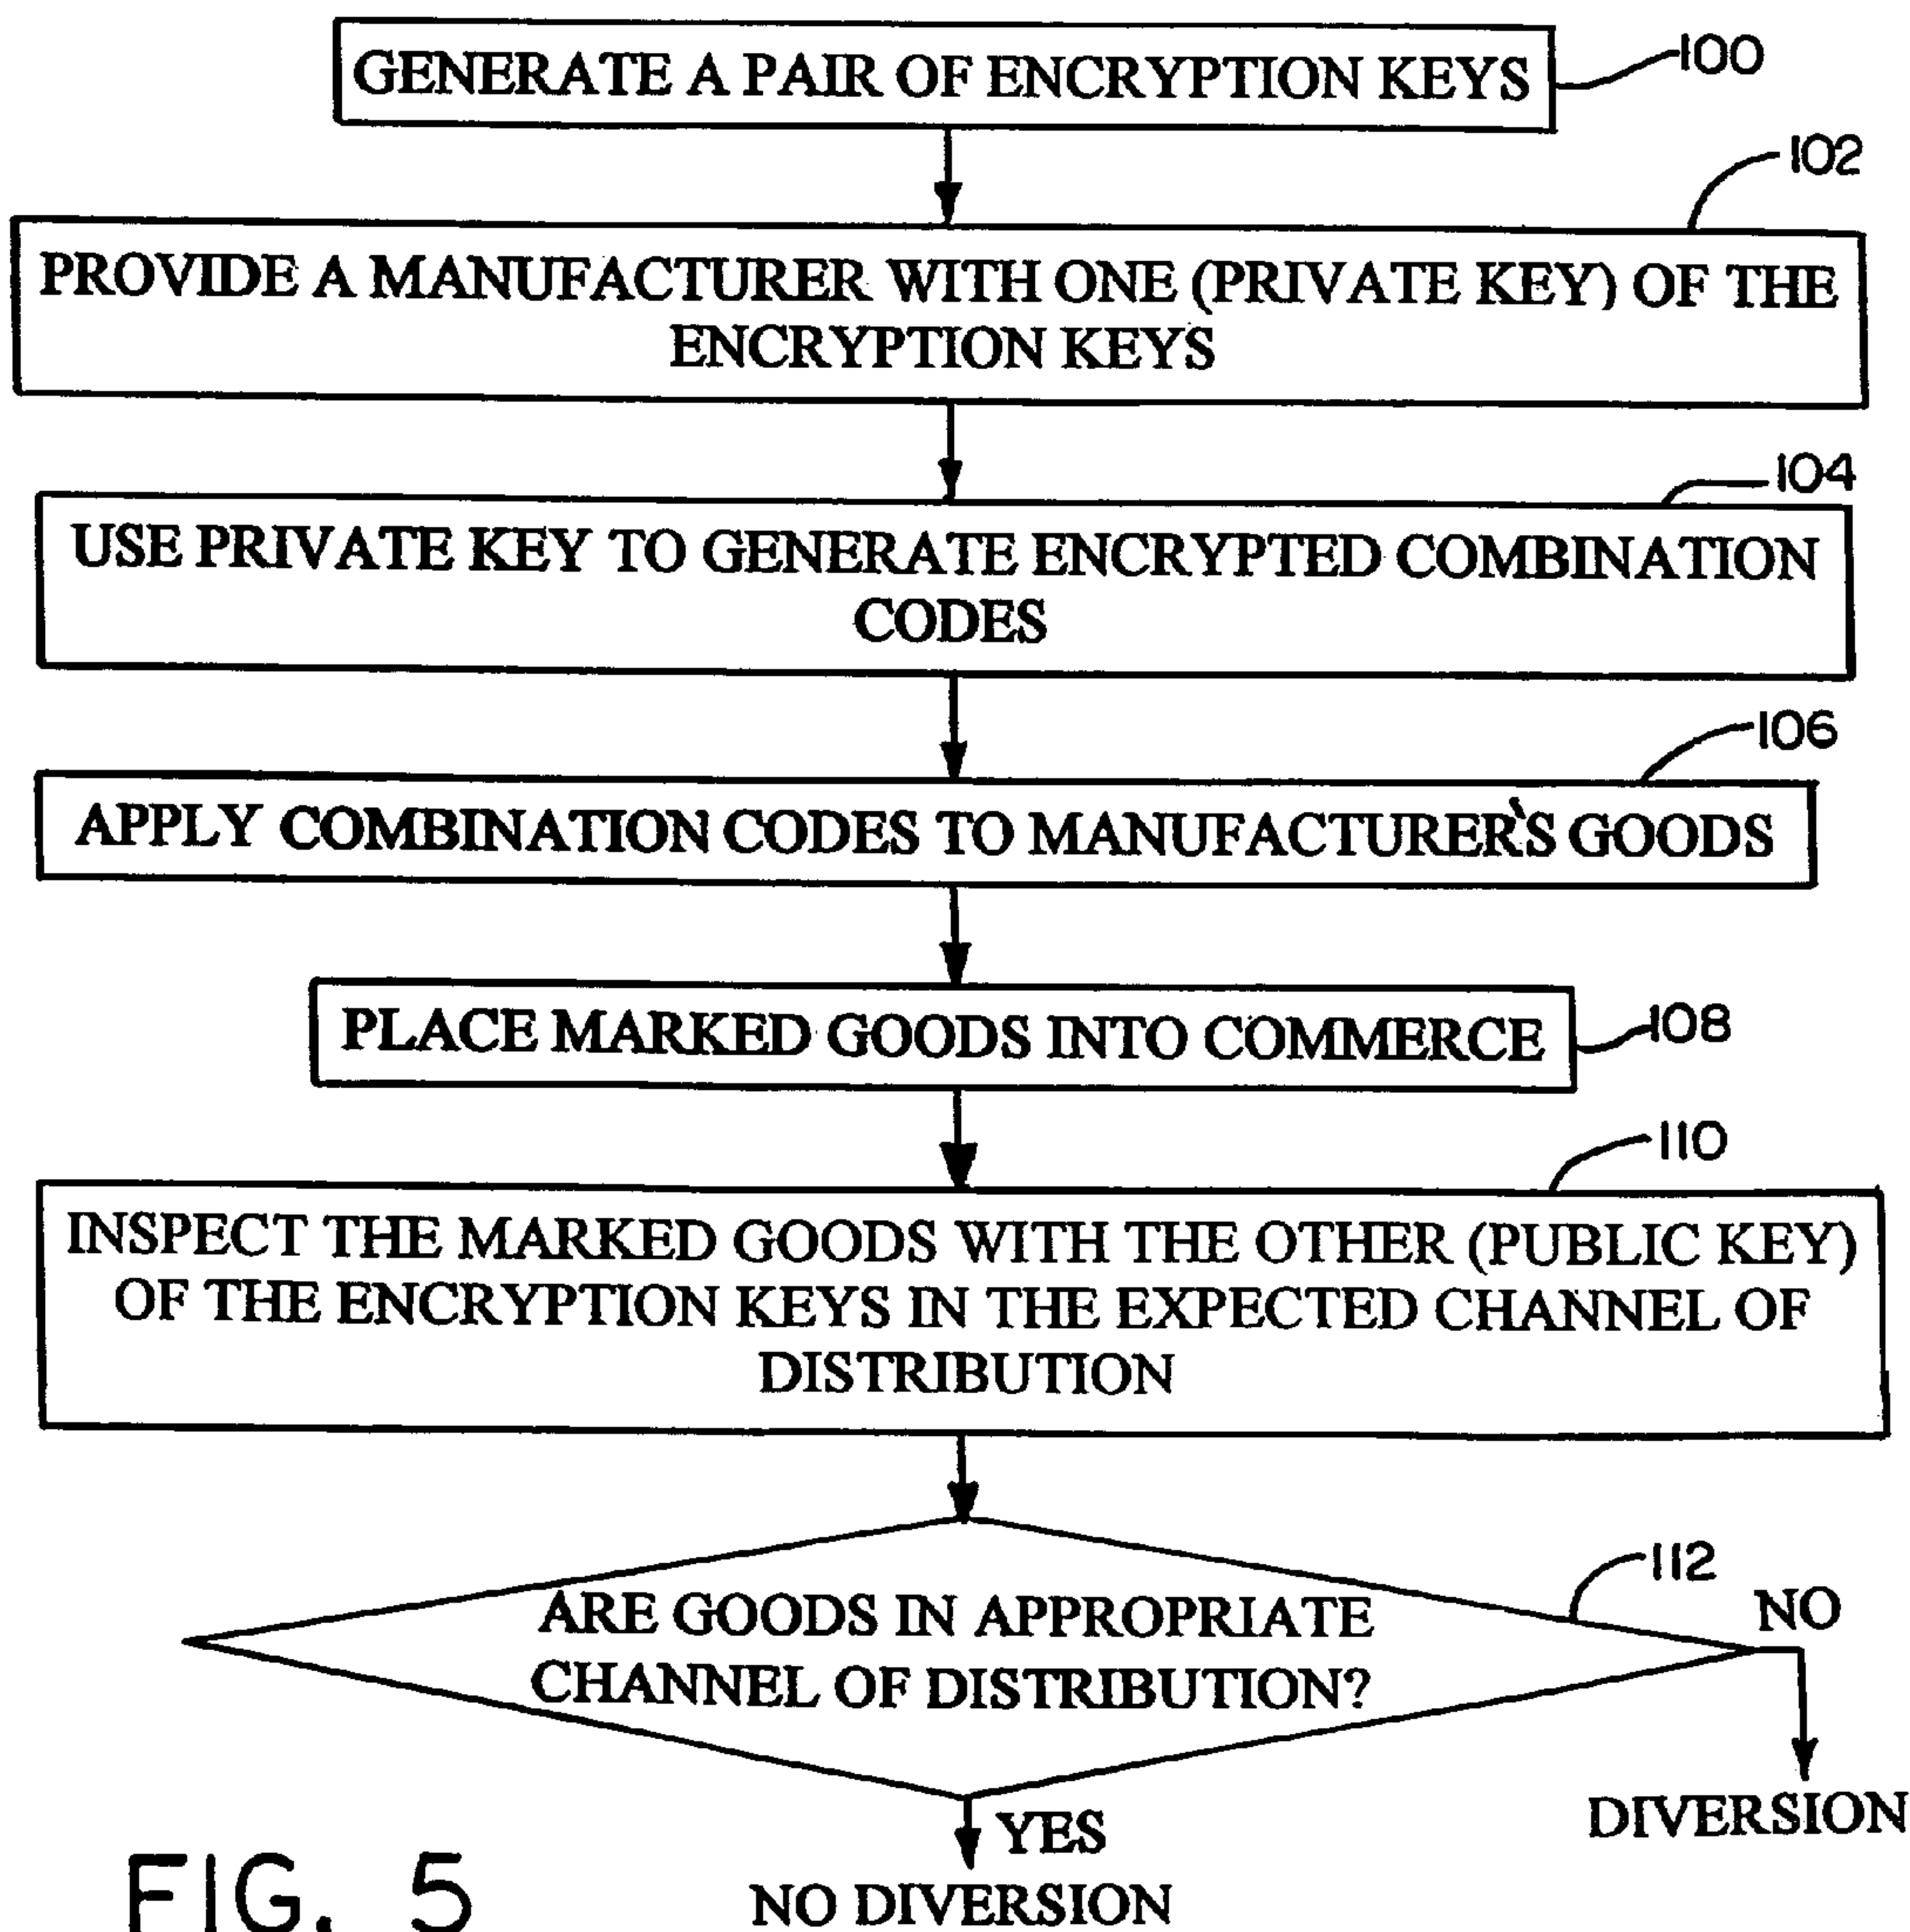 GENERATE A PAIR OF ENCRYPTION KEYS
100
102
PROVIDE A MANUFACTURER WITH ONE (PRIVATE KEY) OF THE
ENCRYPTION KEYS
104
USE PRIVATE KEY TO GENERATE ENCRYPTED COMBINATION
CODES
106
APPLY COMBINATION CODES TO MANUFACTURER'S GOODS
PLACE MARKED GOODS INTO COMMERCE
108
110
INSPECT THE MARKED GOODS WITH THE OTHER (PUBLIC KEY)
OF THE ENCRYPTION KEYS IN THE EXPECTED CHANNEL OF
DISTRIBUTION
112
ARE GOODS IN APPROPRIATE
CHANNEL OF DISTRIBUTION?
NO
DIVERSION
YES
NO DIVERSION
FIG. 5